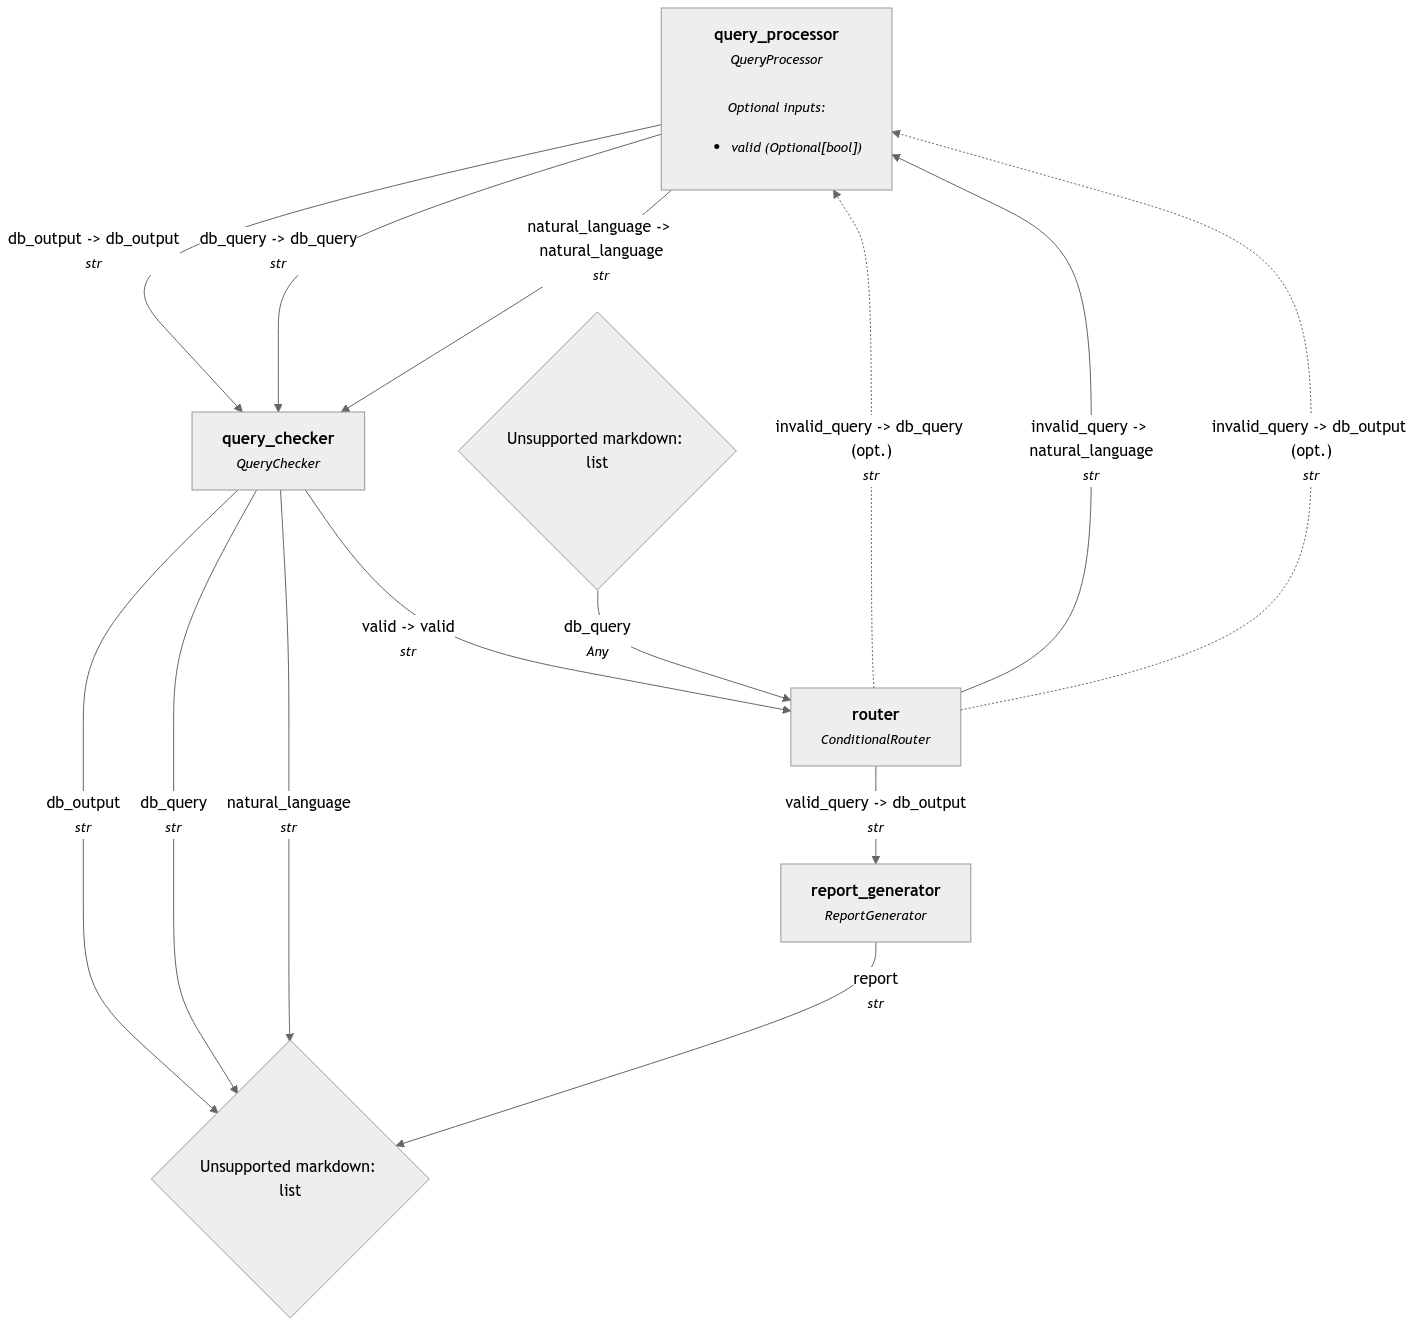 query_processor
QueryProcessor
Optional inputs:
• valid (Optional[bool])
db_output -> db_output
str
db_query -> db_query
str
natural_language ->
natural_language
str
query_checker
QueryChecker
Unsupported markdown:
list
invalid_query -> db_query
(opt.)
str
invalid_query ->
natural_language
str
invalid_query -> db_output
(opt.)
str
valid -> valid
str
db_query
Any
router
ConditionalRouter
db_output
str
db_query
str
natural_language
str
valid_query -> db_output
str
report_generator
ReportGenerator
report
str
Unsupported markdown:
list